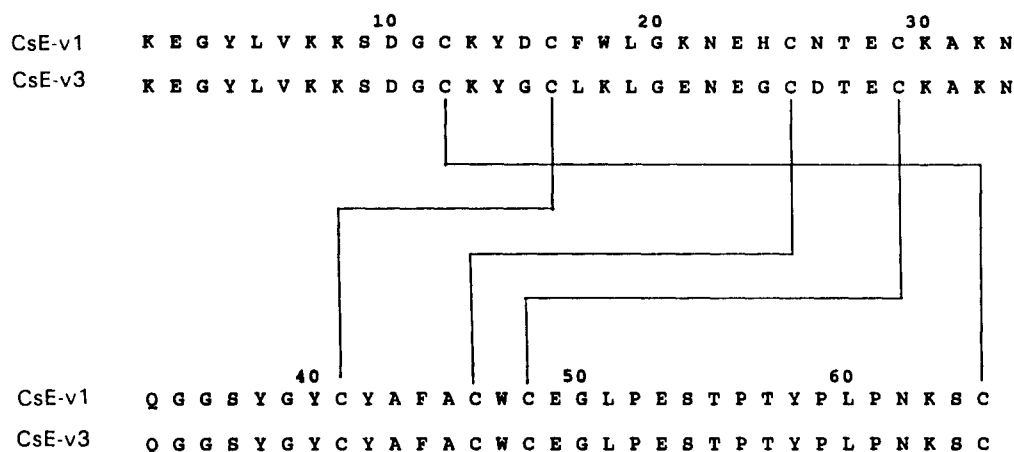 10 20 30
CsE-v1 K E G Y L V K K S D G C K Y D C F W L G K N E H C N T E C K A K N
CsE-v3 K E G Y L V K K S D G C K Y G C L K L G E N E G C D T E C K A K N
40 50 60
CsE-v1 Q G G S Y G Y C Y A F A C W C E G L P E S T P T Y P L P N K S C
CsE-v3 Q G G S Y G Y C Y A F A C W C E G L P E S T P T Y P L P N K S C